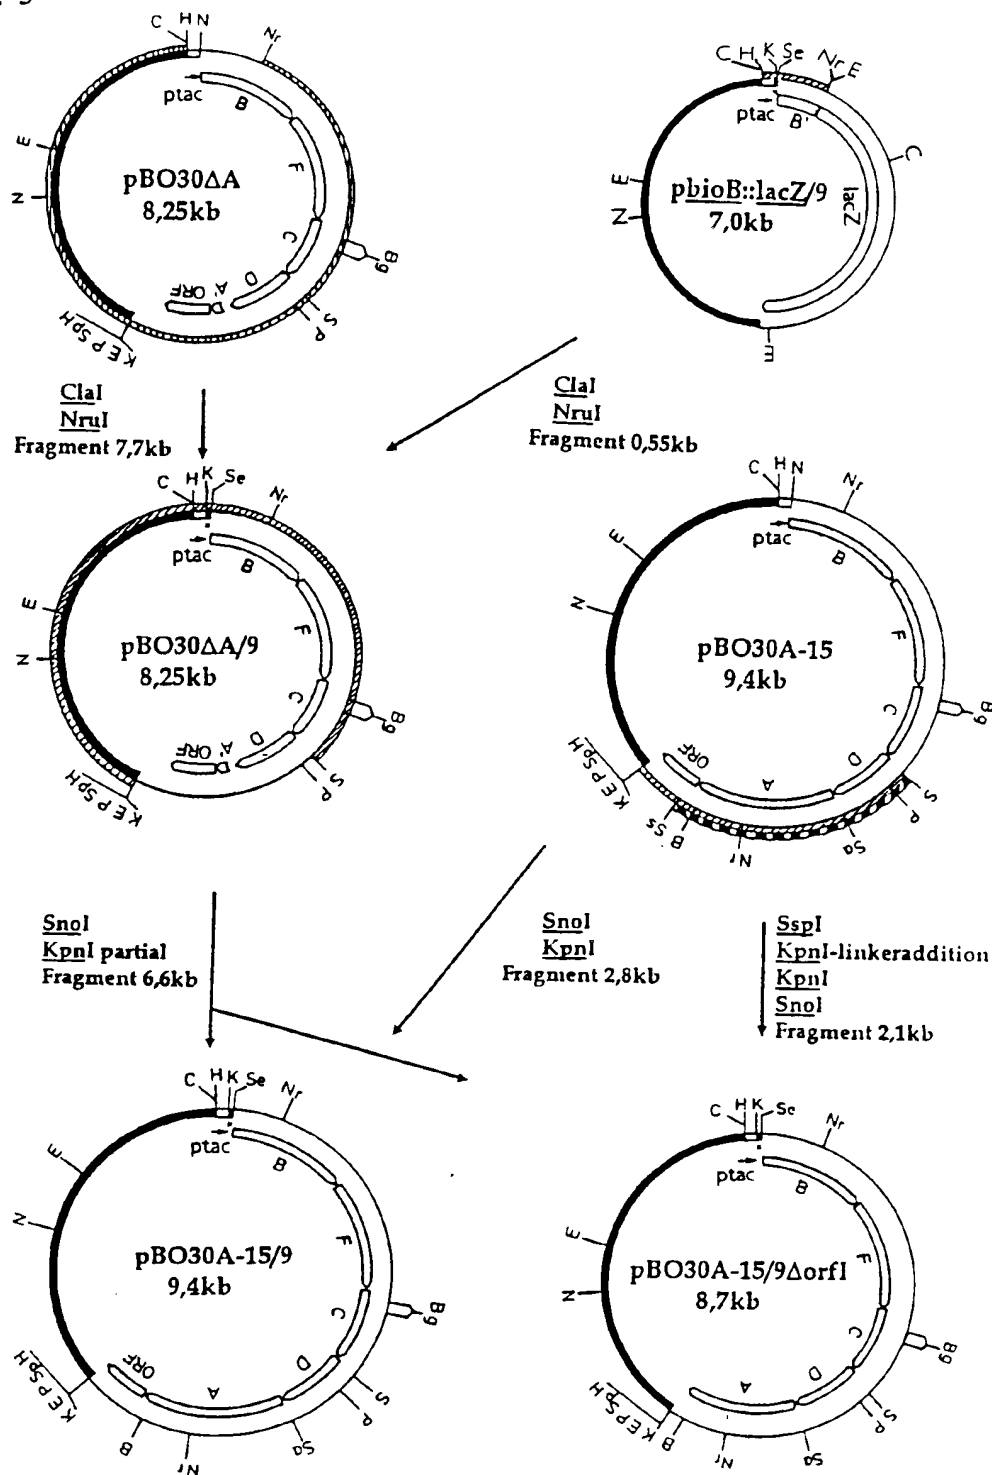 C H N Nr
ptac B
E F
N
pBO30ΔA
8,25kb
C
D
A' ORF
Bg
S P
K E P Sp H
C H K Se Nr E
ptac B'
C
E
N
pbioB::lacZ/9
7,0kb
lacZ
E
ClaI
NruI
Fragment 7,7kb
ClaI
NruI
Fragment 0,55kb
C H K Se Nr
ptac B
E F
N
pBO30ΔA/9
8,25kb
C
D
A' ORF
Bg
S P
K E P Sp H
C H N Nr
ptac B
E F
N
pBO30A-15
9,4kb
C
D
A
ORF
Bg
S P
Sa
Nr
B Ss
K E P Sp H
SnoI
KpnI partial
Fragment 6,6kb
SnoI
KpnI
Fragment 2,8kb
SspI
KpnI-linkeraddition
KpnI
SnoI
Fragment 2,1kb
C H K Se Nr
ptac B
E F
N
pBO30A-15/9
9,4kb
C
D
A
ORF
Bg
S P
Sa
Nr
B
K E P Sp H
C H K Se Nr
ptac B
E F
N
pBO30A-15/9ΔorfI
8,7kb
C
D
A
Bg
S P
Sa
Nr
B
K E P Sp H